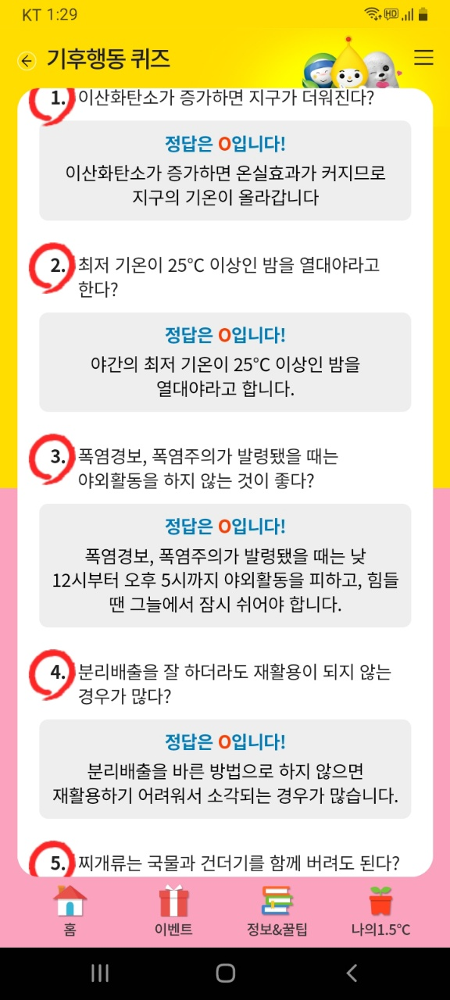 KT 1:29
HD
기후행동 퀴즈
1. 이산화탄소가 증가하면 지구가 더워진다?
정답은 O입니다!
이산화탄소가 증가하면 온실효과가 커지므로
지구의 기온이 올라갑니다
2. 최저 기온이 25°C 이상인 밤을 열대야라고
한다?
정답은 O입니다!
야간의 최저 기온이 25°C 이상인 밤을
열대야라고 합니다.
3. 폭염경보, 폭염주의가 발령됐을 때는
야외활동을 하지 않는 것이 좋다?
정답은 O입니다!
폭염경보, 폭염주의가 발령됐을 때는 낮
12시부터 오후 5시까지 야외활동을 피하고, 힘들
땐 그늘에서 잠시 쉬어야 합니다.
4. 분리배출을 잘 하더라도 재활용이 되지 않는
경우가 많다?
정답은 O입니다!
분리배출을 바른 방법으로 하지 않으면
재활용하기 어려워서 소각되는 경우가 많습니다.
5. 찌개류는 국물과 건더기를 함께 버려도 된다?
홈 이벤트 정보&꿀팁 나의1.5°C